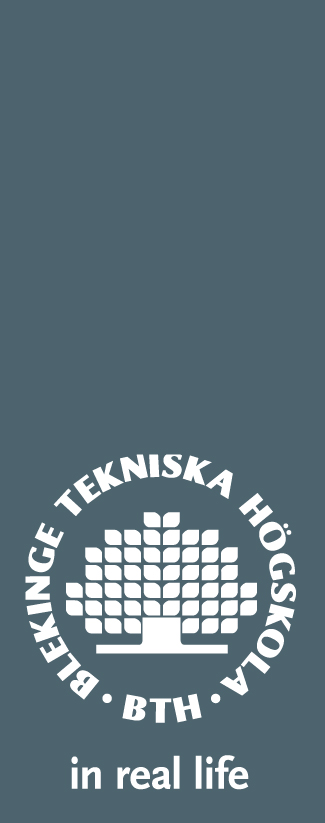 BLEKINGE TEKNISKA HÖGSKOLA
· BTH ·
in real life